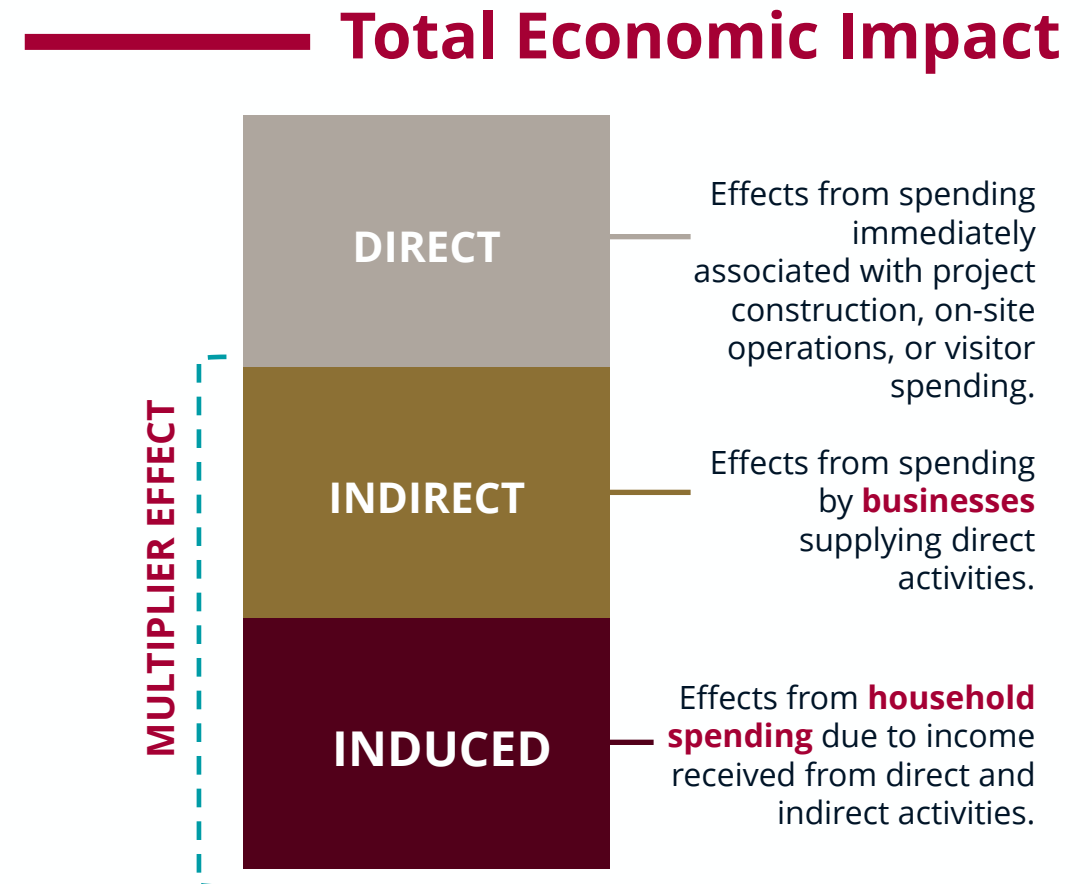 Total Economic Impact
DIRECT
Effects from spending
immediately
associated with project
construction, on-site
operations, or visitor
spending.
MULTIPLIER EFFECT
INDIRECT
Effects from spending
by businesses
supplying direct
activities.
INDUCED
Effects from household
spending due to income
received from direct and
indirect activities.